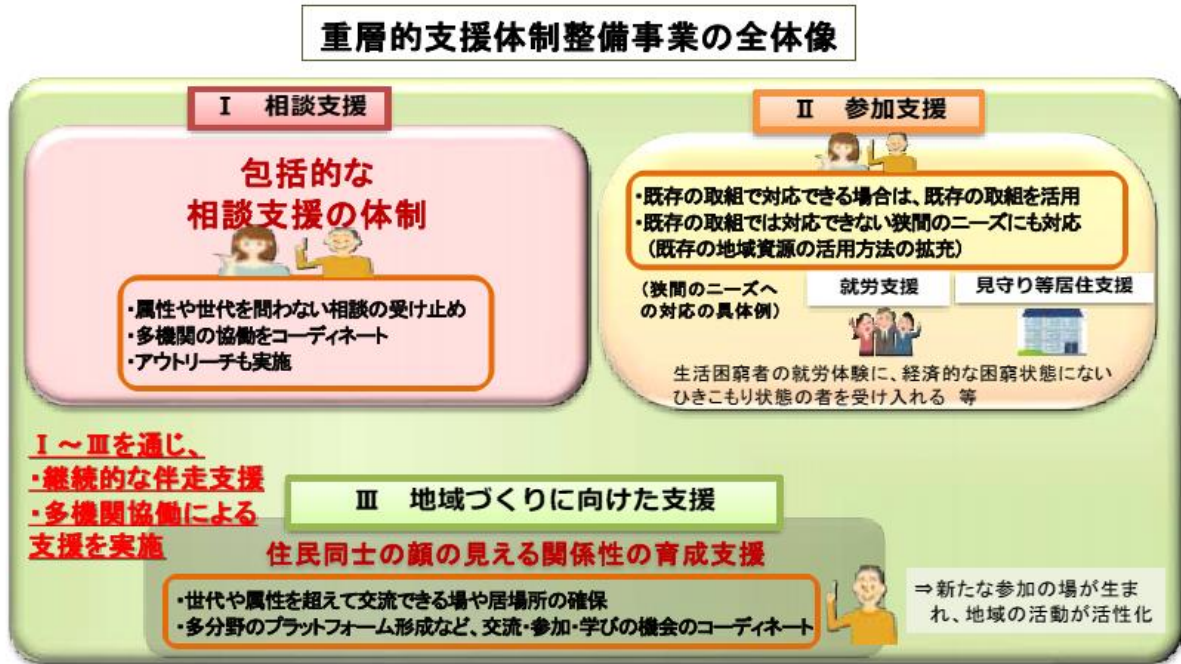 重層的支援体制整備事業の全体像
Ⅰ 相談支援
包括的な
相談支援の体制
・属性や世代を問わない相談の受け止め
・多機関の協働をコーディネート
・アウトリーチも実施
Ⅱ 参加支援
・既存の取組で対応できる場合は、既存の取組を活用
・既存の取組では対応できない狭間のニーズにも対応
（既存の地域資源の活用方法の拡充）
（狭間のニーズへ
の対応の具体例）
就労支援
見守り等居住支援
生活困窮者の就労体験に、経済的な困窮状態にない
ひきこもり状態の者を受け入れる 等
Ⅰ～Ⅲを通じ、
・継続的な伴走支援
・多機関協働による
支援を実施
Ⅲ 地域づくりに向けた支援
住民同士の顔の見える関係性の育成支援
・世代や属性を超えて交流できる場や居場所の確保
・多分野のプラットフォーム形成など、交流・参加・学びの機会のコーディネート
⇒新たな参加の場が生ま
れ、地域の活動が活性化